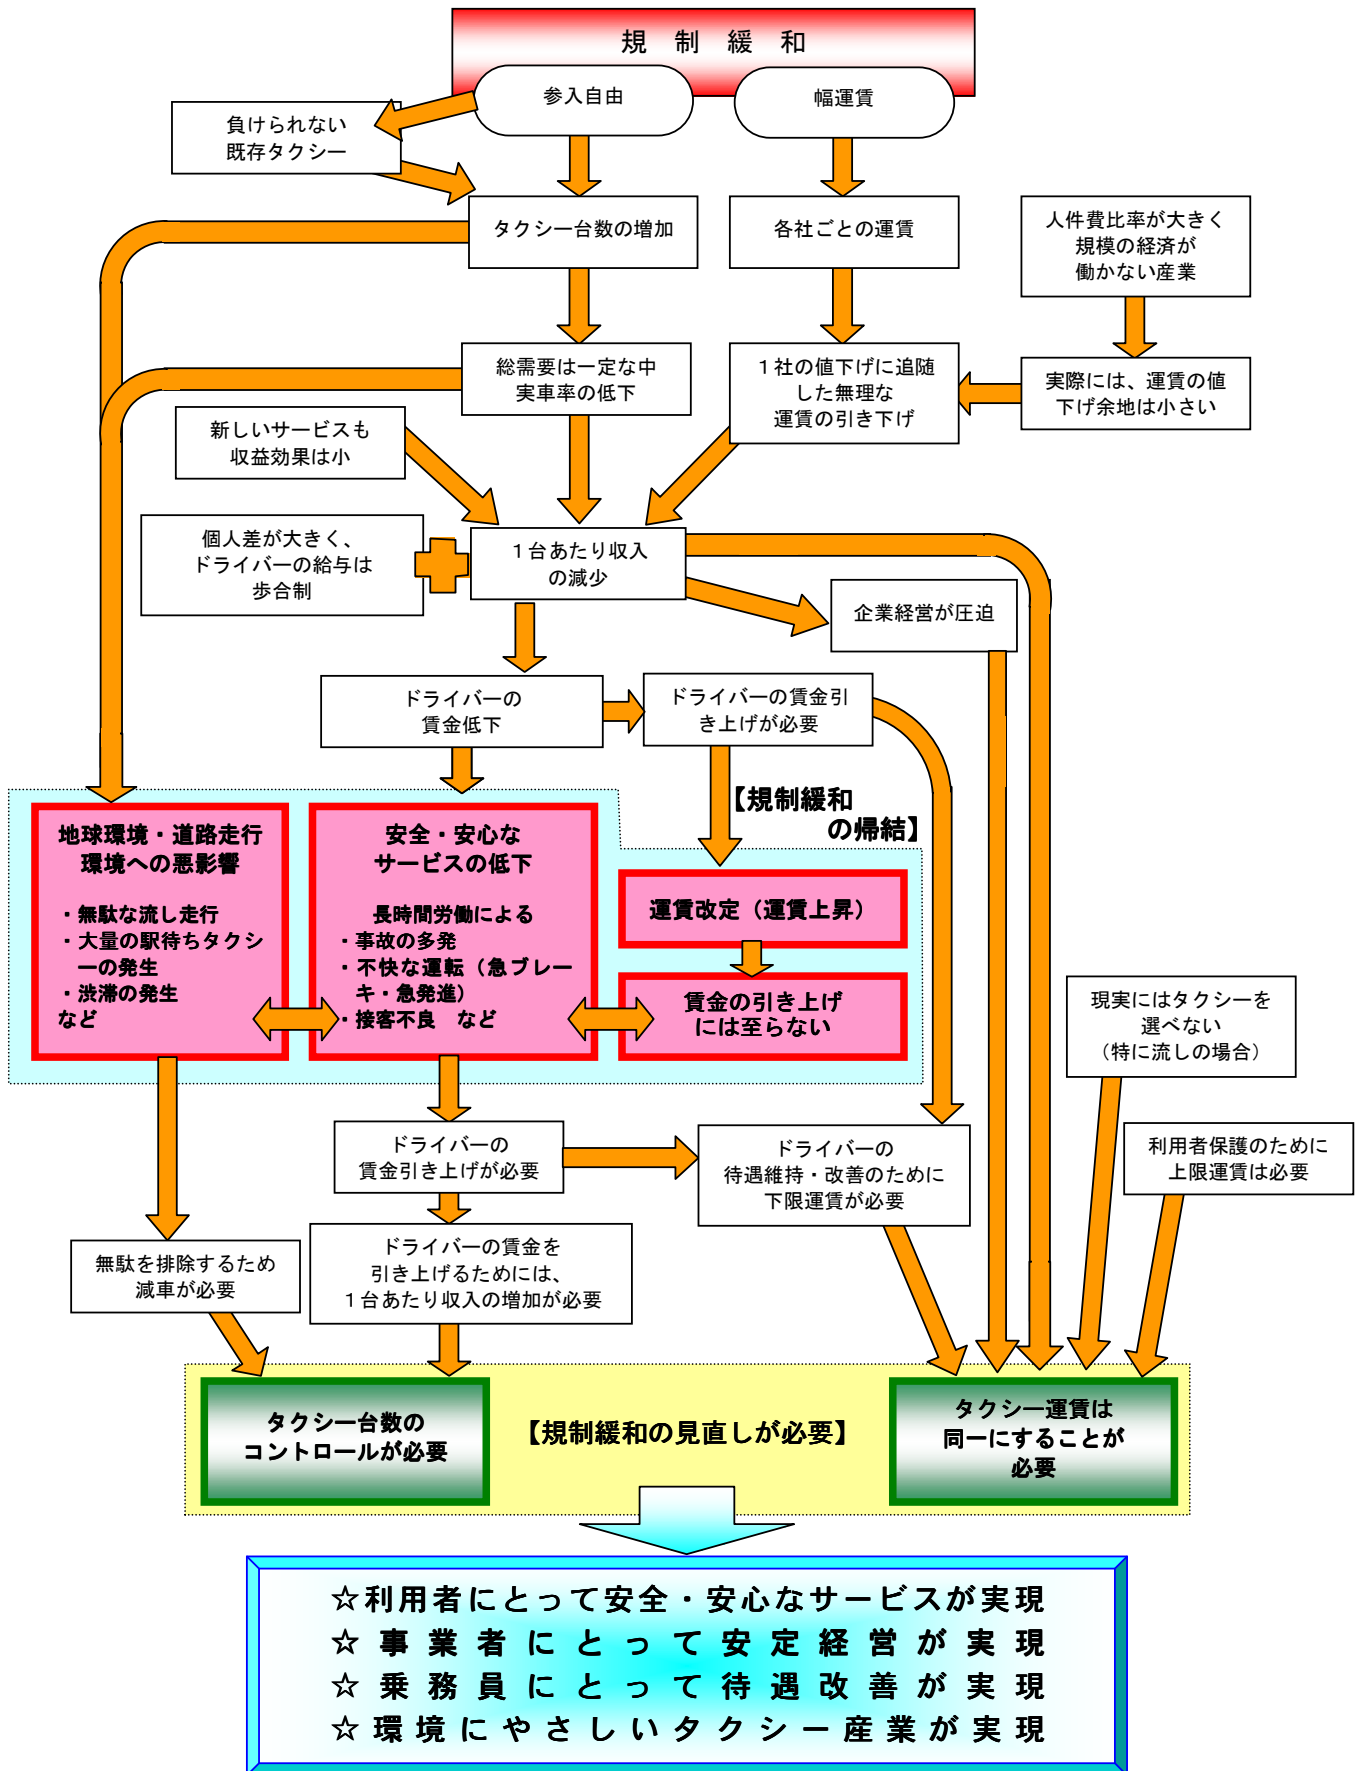 規 制 緩 和
参入自由
幅運賃
負けられない
既存タクシー
タクシー台数の増加
各社ごとの運賃
人件費比率が大きく
規模の経済が
働かない産業
総需要は一定な中
実車率の低下
１社の値下げに追随
した無理な
運賃の引き下げ
実際には、運賃の値
下げ余地は小さい
新しいサービスも
収益効果は小
個人差が大きく、
ドライバーの給与は
歩合制
１台あたり収入
の減少
企業経営が圧迫
ドライバーの
賃金低下
ドライバーの賃金引
き上げが必要
【規制緩和
の帰結】
地球環境・道路走行
環境への悪影響
・無駄な流し走行
・大量の駅待ちタクシ
ーの発生
・渋滞の発生
など
安全・安心な
サービスの低下
長時間労働による
・事故の多発
・不快な運転（急ブレー
キ・急発進）
・接客不良　など
運賃改定（運賃上昇）
賃金の引き上げ
には至らない
現実にはタクシーを
選べない
（特に流しの場合）
ドライバーの
賃金引き上げが必要
ドライバーの
待遇維持・改善のために
下限運賃が必要
利用者保護のために
上限運賃は必要
無駄を排除するため
減車が必要
ドライバーの賃金を
引き上げるためには、
１台あたり収入の増加が必要
タクシー台数の
コントロールが必要
【規制緩和の見直しが必要】
タクシー運賃は
同一にすることが
必要
☆利用者にとって安全・安心なサービスが実現
☆事業者にとって安定経営が実現
☆乗務員にとって待遇改善が実現
☆環境にやさしいタクシー産業が実現